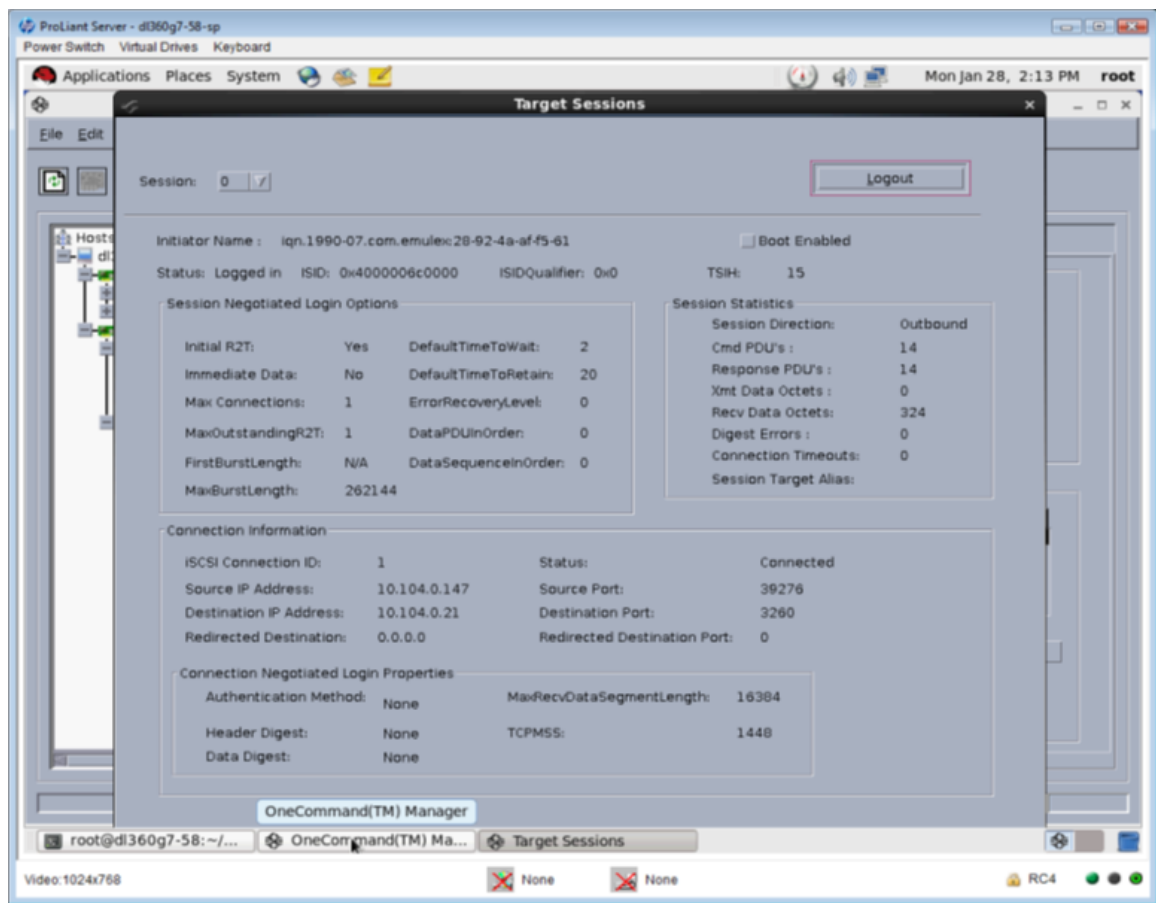 ProLiant Server - dl360g7-58-sp
Power Switch Virtual Drives Keyboard
Applications Places System Mon Jan 28, 2:13 PM root
Target Sessions
File Edit
Session: 0 Logout
Hosts
Initiator Name : iqn.1990-07.com.emulex:28-92-4a-af-f5-61 Boot Enabled
Status: Logged in ISID: 0x4000006c0000 ISIDQualifier: 0x0 TSIH: 15
Session Negotiated Login Options Session Statistics
Session Direction: Outbound
Initial R2T: Yes DefaultTimeToWait: 2 Cmd PDU's : 14
Immediate Data: No DefaultTimeToRetain: 20 Response PDU's : 14
Xmt Data Octets : 0
Max Connections: 1 ErrorRecoveryLevel: 0 Recv Data Octets: 324
MaxOutstandingR2T: 1 DataPDUInOrder: 0 Digest Errors : 0
FirstBurstLength: N/A DataSequenceInOrder: 0 Connection Timeouts: 0
Session Target Alias:
MaxBurstLength: 262144
Connection Information
iSCSI Connection ID: 1 Status: Connected
Source IP Address: 10.104.0.147 Source Port: 39276
Destination IP Address: 10.104.0.21 Destination Port: 3260
Redirected Destination: 0.0.0.0 Redirected Destination Port: 0
Connection Negotiated Login Properties
Authentication Method: None MaxRecvDataSegmentLength: 16384
Header Digest: None TCPMSS: 1448
Data Digest: None
OneCommand(TM) Manager
root@dl360g7-58:~/... OneCommand(TM) Ma... Target Sessions
Video:1024x768 None None RC4